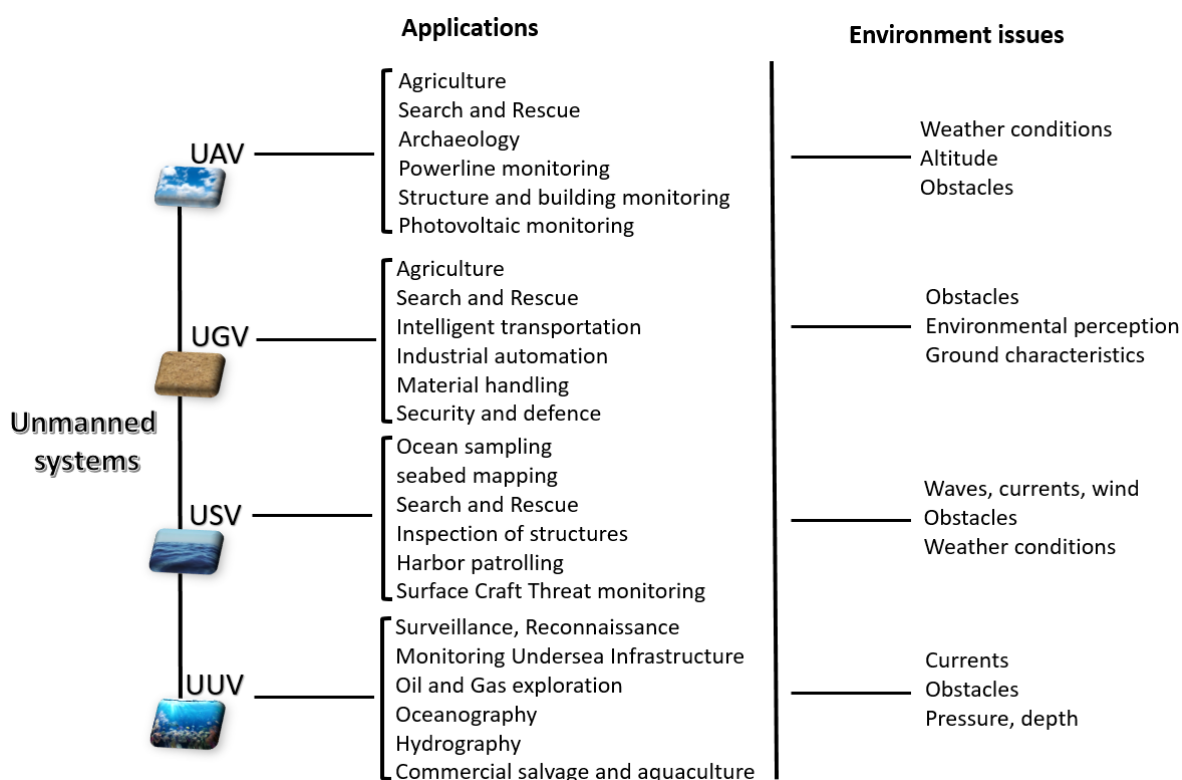 Applications
Environment issues
Unmanned
systems
UAV
Agriculture
Search and Rescue
Archaeology
Powerline monitoring
Structure and building monitoring
Photovoltaic monitoring
Weather conditions
Altitude
Obstacles
UGV
Agriculture
Search and Rescue
Intelligent transportation
Industrial automation
Material handling
Security and defence
Obstacles
Environmental perception
Ground characteristics
USV
Ocean sampling
seabed mapping
Search and Rescue
Inspection of structures
Harbor patrolling
Surface Craft Threat monitoring
Waves, currents, wind
Obstacles
Weather conditions
UUV
Surveillance, Reconnaissance
Monitoring Undersea Infrastructure
Oil and Gas exploration
Oceanography
Hydrography
Commercial salvage and aquaculture
Currents
Obstacles
Pressure, depth